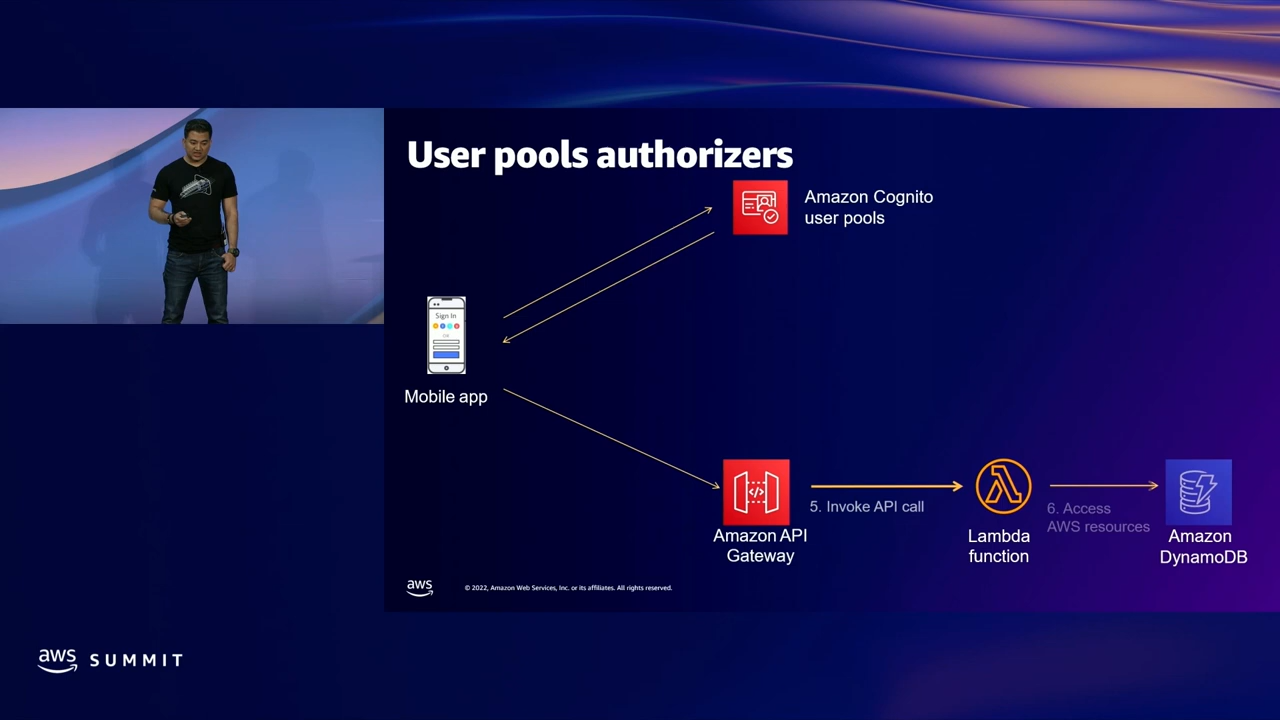 User pools authorizers
Amazon Cognito
user pools
Sign In
Mobile app
5. Invoke API call
6. Access
AWS resources
Amazon API
Gateway
Lambda
function
Amazon
DynamoDB
aws
© 2022, Amazon Web Services, Inc. or its affiliates. All rights reserved.
aws SUMMIT